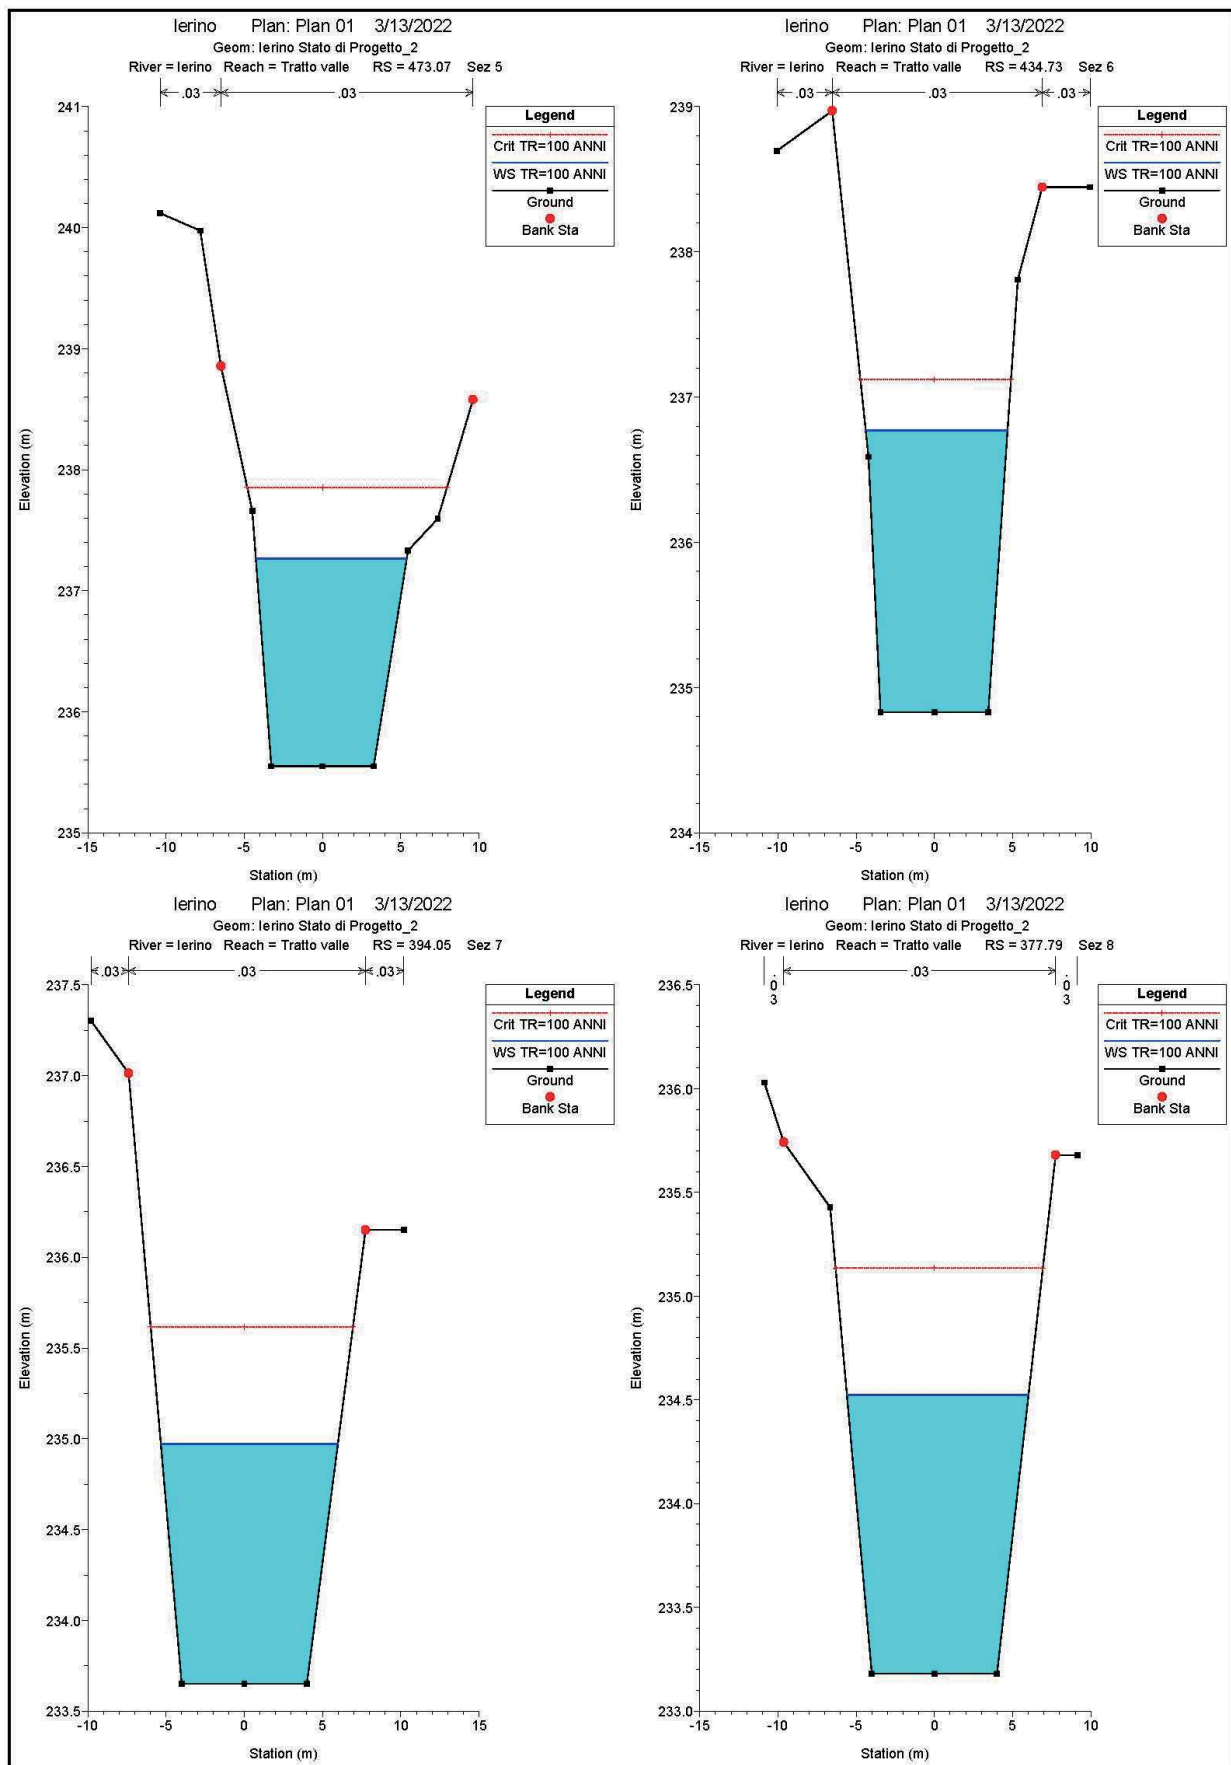 Ierino Plan: Plan 01 3/13/2022
Geom: Ierino Stato di Progetto_2
River = Ierino Reach = Tratto valle RS = 473.07 Sez 5
.03 .03
241
240
239
238
237
236
235
Elevation (m)
-15 -10 -5 0 5 10
Station (m)
Legend
Crit TR=100 ANNI
WS TR=100 ANNI
Ground
Bank Sta
Ierino Plan: Plan 01 3/13/2022
Geom: Ierino Stato di Progetto_2
River = Ierino Reach = Tratto valle RS = 434.73 Sez 6
.03 .03 .03
239
238
237
236
235
234
Elevation (m)
-15 -10 -5 0 5 10
Station (m)
Legend
Crit TR=100 ANNI
WS TR=100 ANNI
Ground
Bank Sta
Ierino Plan: Plan 01 3/13/2022
Geom: Ierino Stato di Progetto_2
River = Ierino Reach = Tratto valle RS = 394.05 Sez 7
.03 .03 .03
237.5
237.0
236.5
236.0
235.5
235.0
234.5
234.0
233.5
Elevation (m)
-10 -5 0 5 10 15
Station (m)
Legend
Crit TR=100 ANNI
WS TR=100 ANNI
Ground
Bank Sta
Ierino Plan: Plan 01 3/13/2022
Geom: Ierino Stato di Progetto_2
River = Ierino Reach = Tratto valle RS = 377.79 Sez 8
.03 .03 .03
236.5
236.0
235.5
235.0
234.5
234.0
233.5
233.0
Elevation (m)
-15 -10 -5 0 5 10
Station (m)
Legend
Crit TR=100 ANNI
WS TR=100 ANNI
Ground
Bank Sta